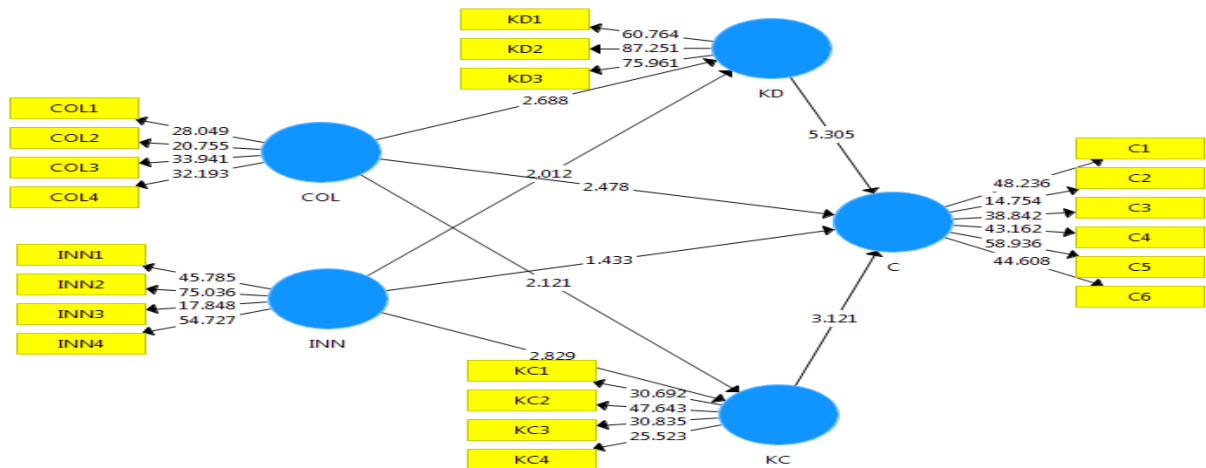 KD1
KD2
KD3
60.764
87.251
75.961
KD
COL1
COL2
COL3
COL4
28.049
20.755
33.941
32.193
COL
2.688
2.012
2.478
5.305
C1
C2
C3
C4
C5
C6
48.236
14.754
38.842
43.162
58.936
44.608
C
INN1
INN2
INN3
INN4
45.785
75.036
17.848
54.727
INN
1.433
2.121
2.829
3.121
KC1
KC2
KC3
KC4
30.692
47.643
30.835
25.523
KC